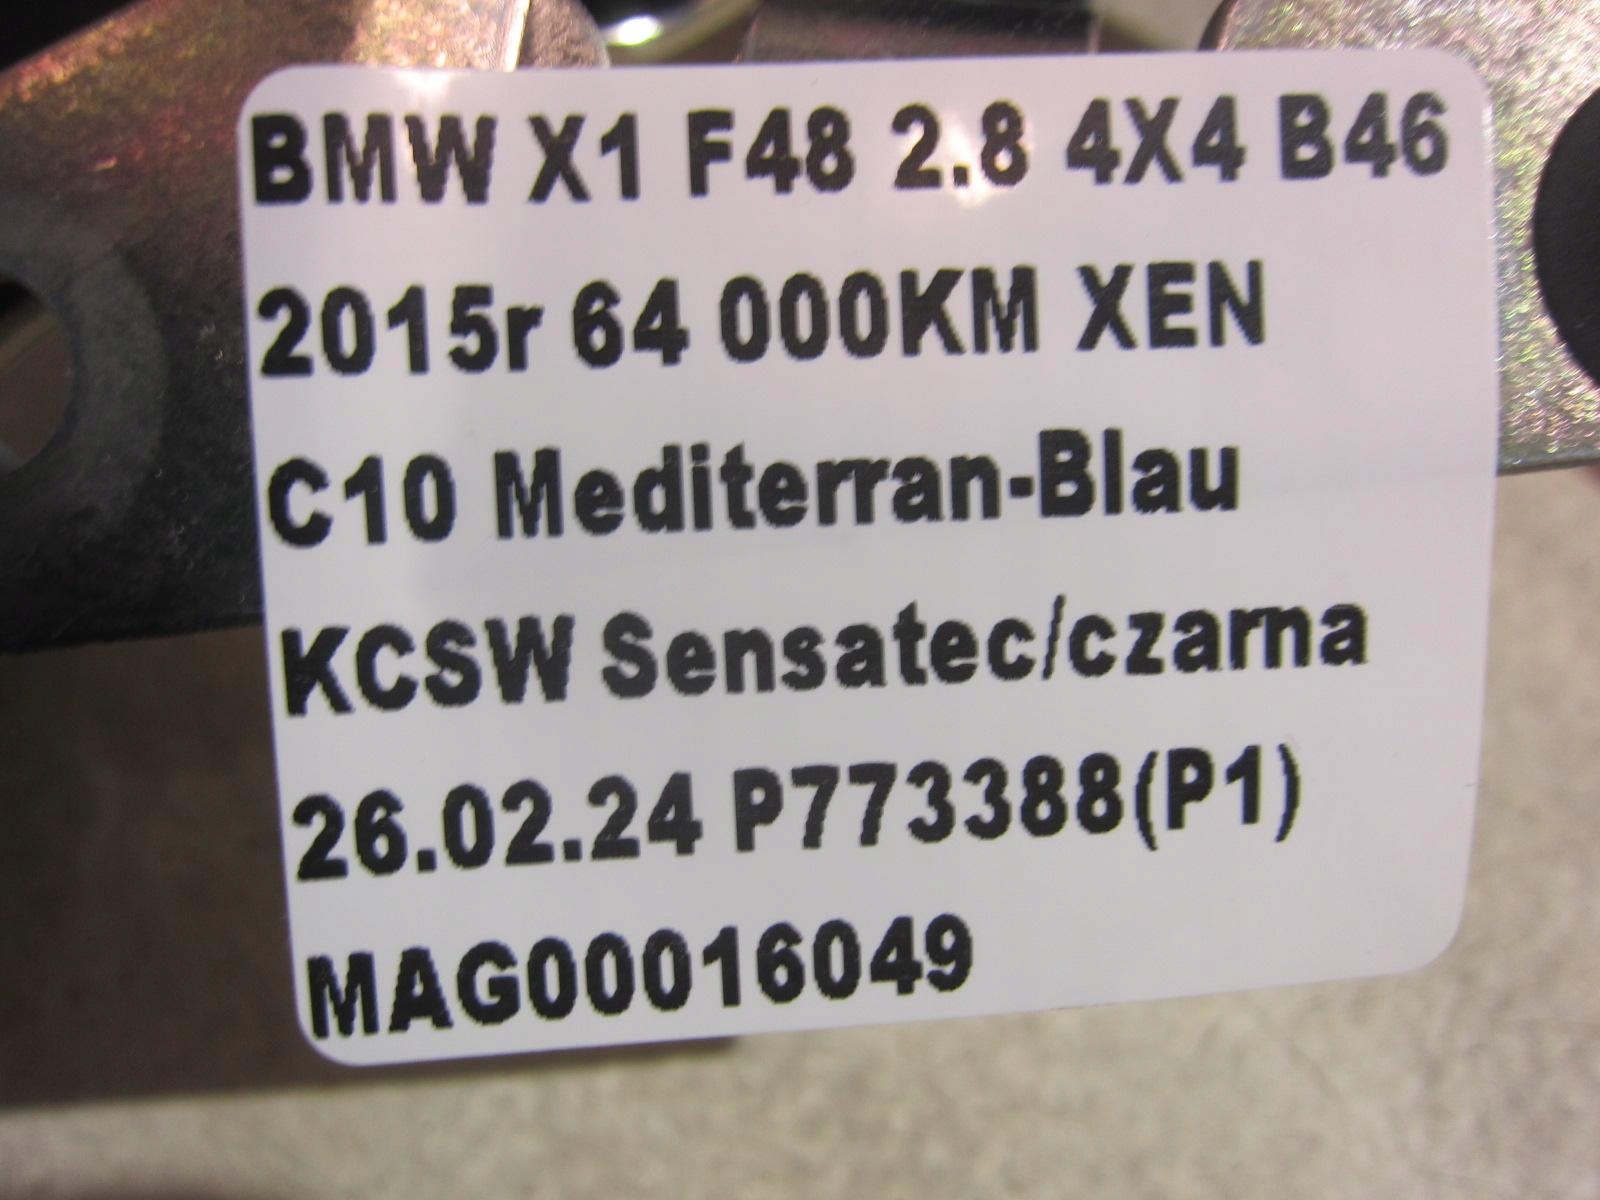 BMW X1 F48 2.8 4X4 B46
2015r 64 000KM XEN
C10 Mediterran-Blau
KCSW Sensatec/czarna
26.02.24 P773388(P1)
MAG00016049